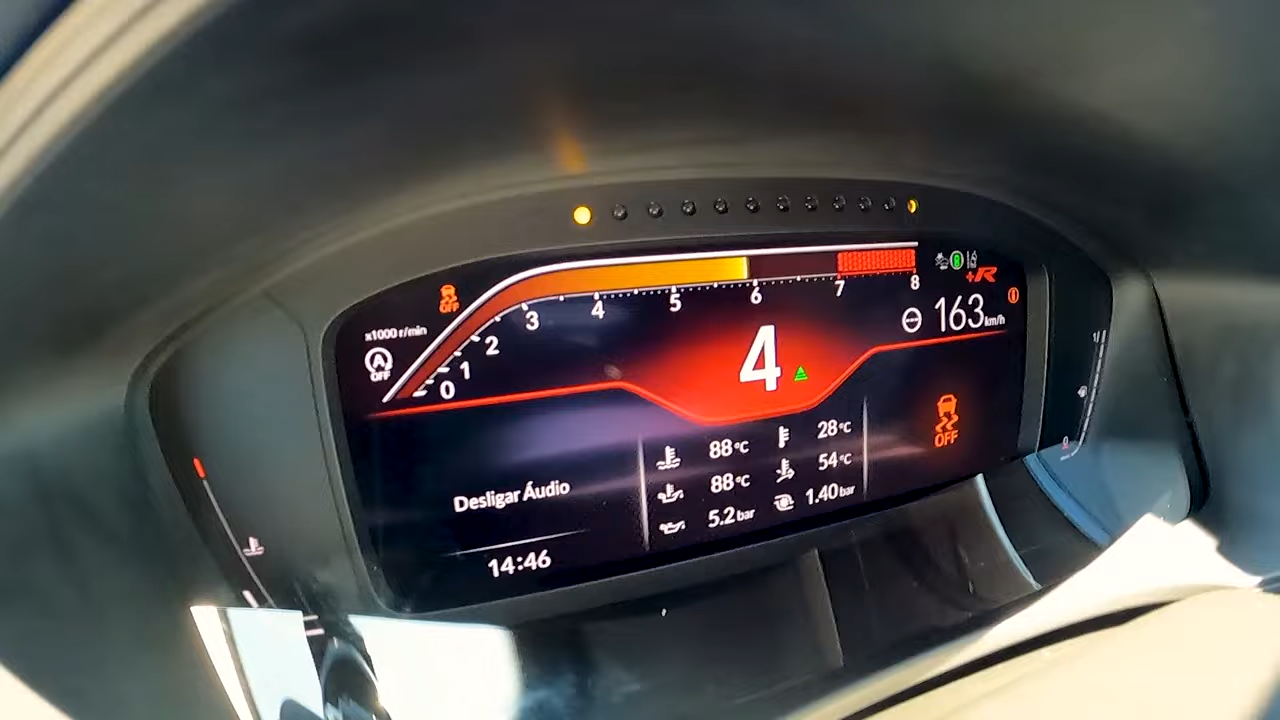 x1000 r/min
0 1 2 3 4 5 6 7 8
+R
OFF
A
OFF
163 km/h
4
88°C 28°C
88°C 54°C
5.2 bar 1.40 bar
OFF
Desligar Áudio
14:46